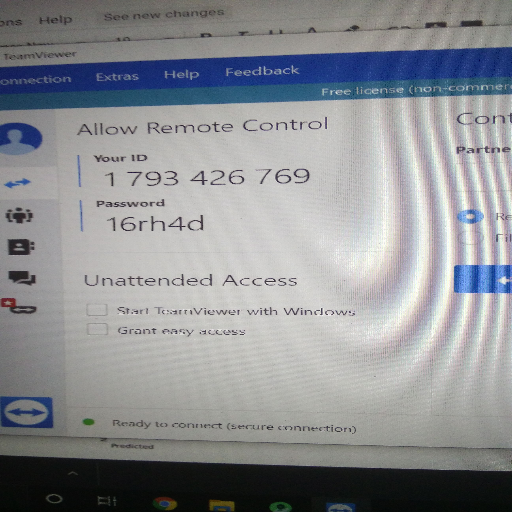 ons Help See new changes
TeamViewer
onnection Extras Help Feedback
Free license (non-commer
Allow Remote Control
Cont
Your ID
Partne
1 793 426 769
Password
16rh4d
Re
Fil
Unattended Access
Start TeamViewer with Windows
Grant easy access
Ready to connect (secure connection)
Predicted